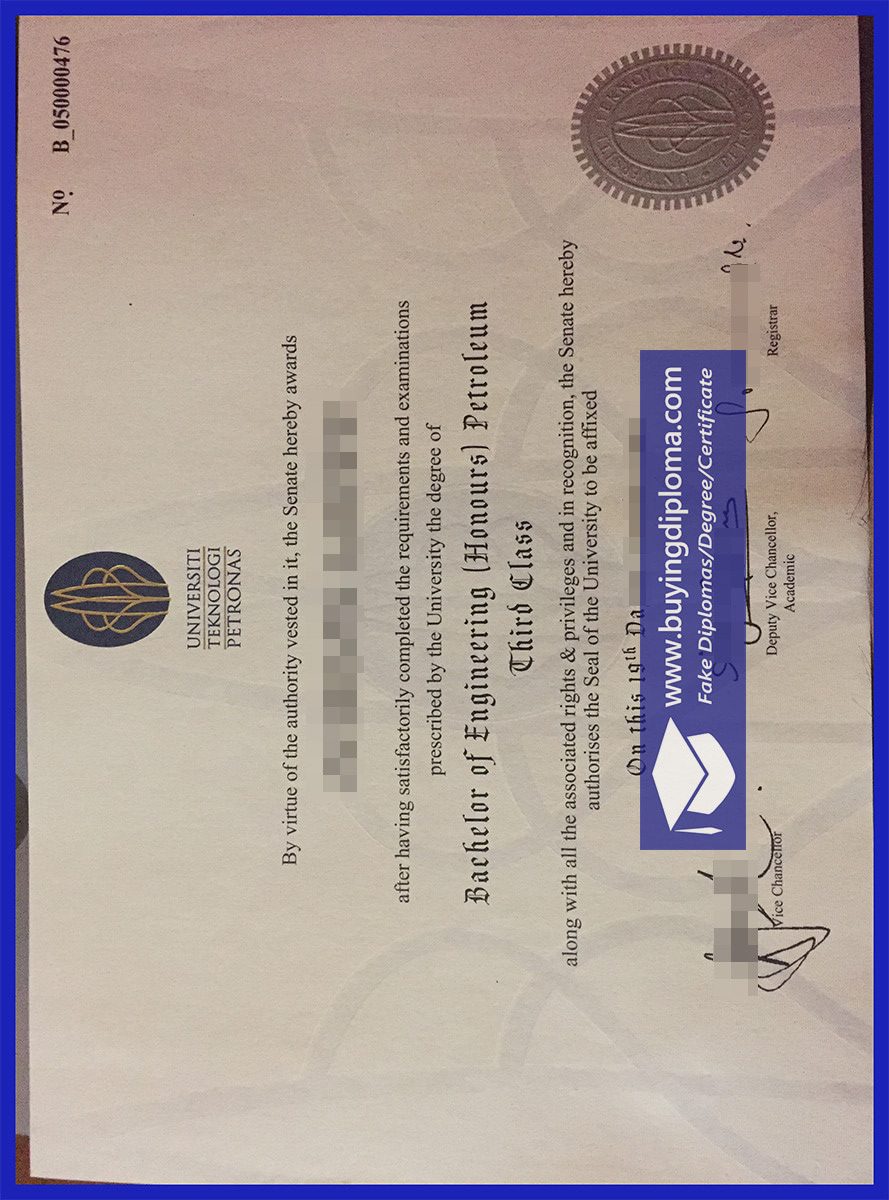 Nº B_050000476
UNIVERSITI
TEKNOLOGI
PETRONAS
By virtue of the authority vested in it, the Senate hereby awards
after having satisfactorily completed the requirements and examinations
prescribed by the University the degree of
Bachelor of Engineering (Honours) Petroleum
Third Class
along with all the associated rights & privileges and in recognition, the Senate hereby
authorises the Seal of the University to be affixed
On this 19th Da
www.buyingdiploma.com
Fake Diplomas/Degree/Certificate
Vice Chancellor
Deputy Vice Chancellor,
Academic
Registrar
UNIVERSITI TEKNOLOGI PETRONAS